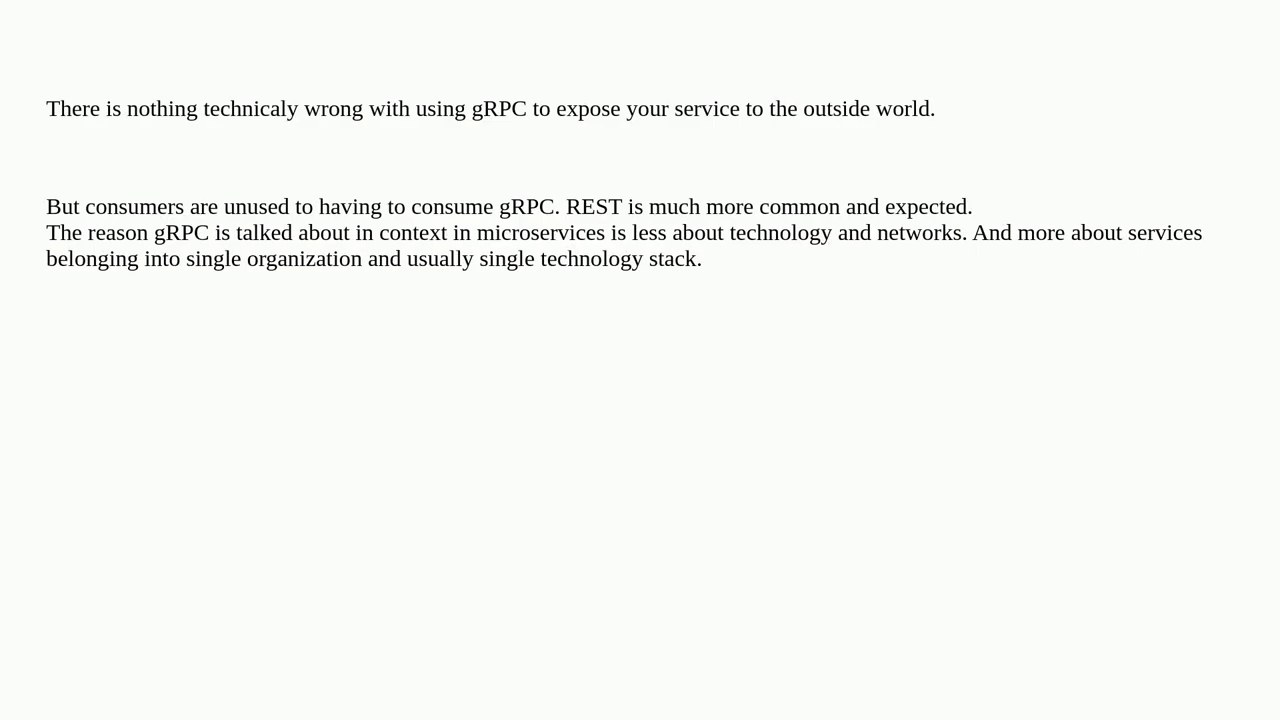 There is nothing technicaly wrong with using gRPC to expose your service to the outside world.
But consumers are unused to having to consume gRPC. REST is much more common and expected.
The reason gRPC is talked about in context in microservices is less about technology and networks. And more about services
belonging into single organization and usually single technology stack.